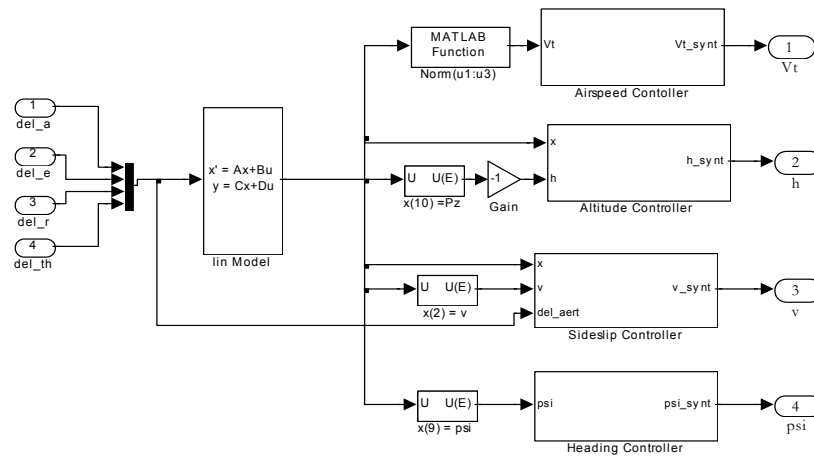 1
del_a
2
del_e
3
del_r
4
del_th
x' = Ax+Bu
y = Cx+Du
lin Model
MATLAB
Function
Norm(u1:u3)
Vt
Vt_synt
Airspeed Contoller
1
Vt
U U(E)
x(10) =Pz
-1
Gain
x
h
h_synt
Altitude Controller
2
h
U U(E)
x(2) = v
x
v
del_aert
v_synt
Sideslip Controller
3
v
U U(E)
x(9) = psi
psi
psi_synt
Heading Controller
4
psi